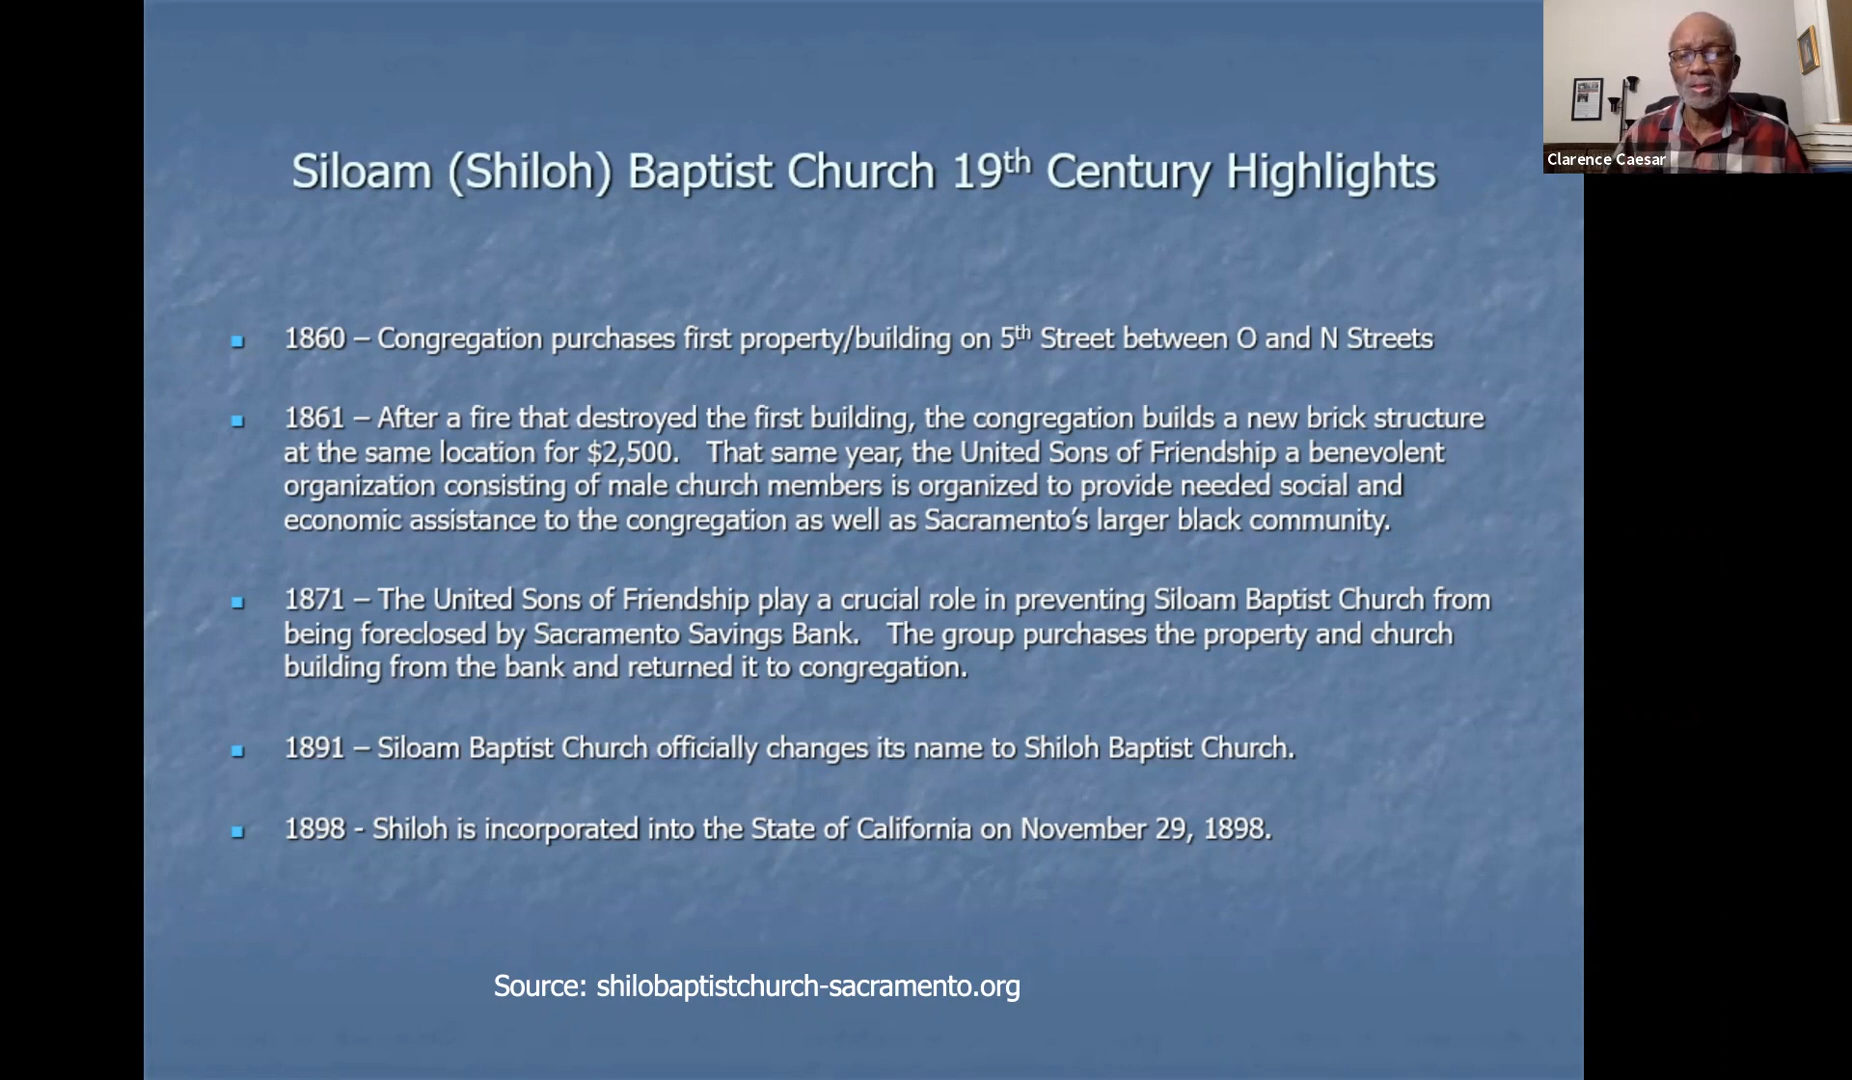 Siloam (Shiloh) Baptist Church 19th Century Highlights
Clarence Caesar
1860 – Congregation purchases first property/building on 5th Street between O and N Streets
1861 – After a fire that destroyed the first building, the congregation builds a new brick structure
at the same location for $2,500. That same year, the United Sons of Friendship a benevolent
organization consisting of male church members is organized to provide needed social and
economic assistance to the congregation as well as Sacramento’s larger black community.
1871 – The United Sons of Friendship play a crucial role in preventing Siloam Baptist Church from
being foreclosed by Sacramento Savings Bank. The group purchases the property and church
building from the bank and returned it to congregation.
1891 – Siloam Baptist Church officially changes its name to Shiloh Baptist Church.
1898 - Shiloh is incorporated into the State of California on November 29, 1898.
Source: shilobaptistchurch-sacramento.org